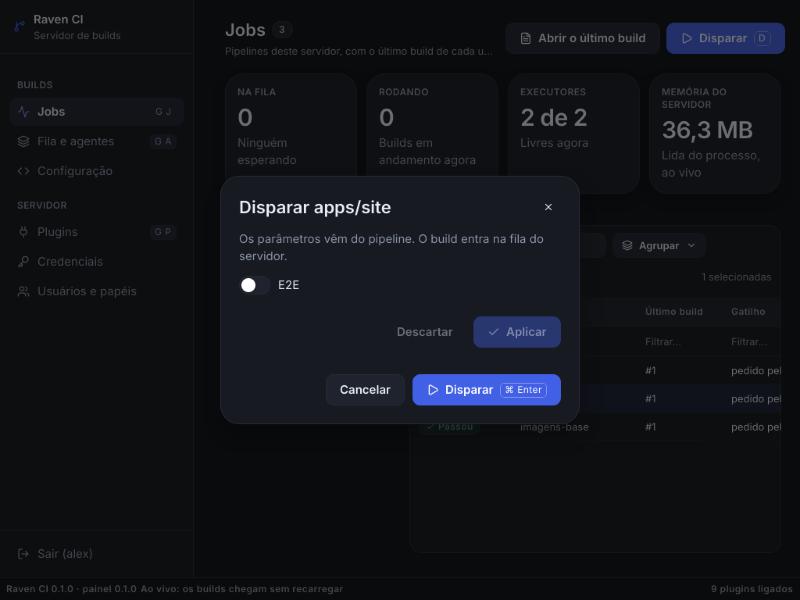 Raven CI
Servidor de builds
BUILDS
Jobs G J
Fila e agentes G A
Configuração
SERVIDOR
Plugins G P
Credenciais
Usuários e papéis
Sair (alex)
Jobs 3
Pipelines deste servidor, com o último build de cada u...
Abrir o último build
Disparar D
NA FILA
0
Ninguém
esperando
RODANDO
0
Builds em
andamento agora
EXECUTORES
2 de 2
Livres agora
MEMÓRIA DO
SERVIDOR
36,3 MB
Lida do processo,
ao vivo
Agrupar
1 selecionadas
Último build Gatilho
Filtrar... Filtrar...
#1 pedido pel
#1 pedido pel
Passou imagens-base #1 pedido pel
Disparar apps/site
Os parâmetros vêm do pipeline. O build entra na fila do
servidor.
E2E
Descartar Aplicar
Cancelar Disparar ⌘ Enter
Raven CI 0.1.0 · painel 0.1.0 Ao vivo: os builds chegam sem recarregar
9 plugins ligados